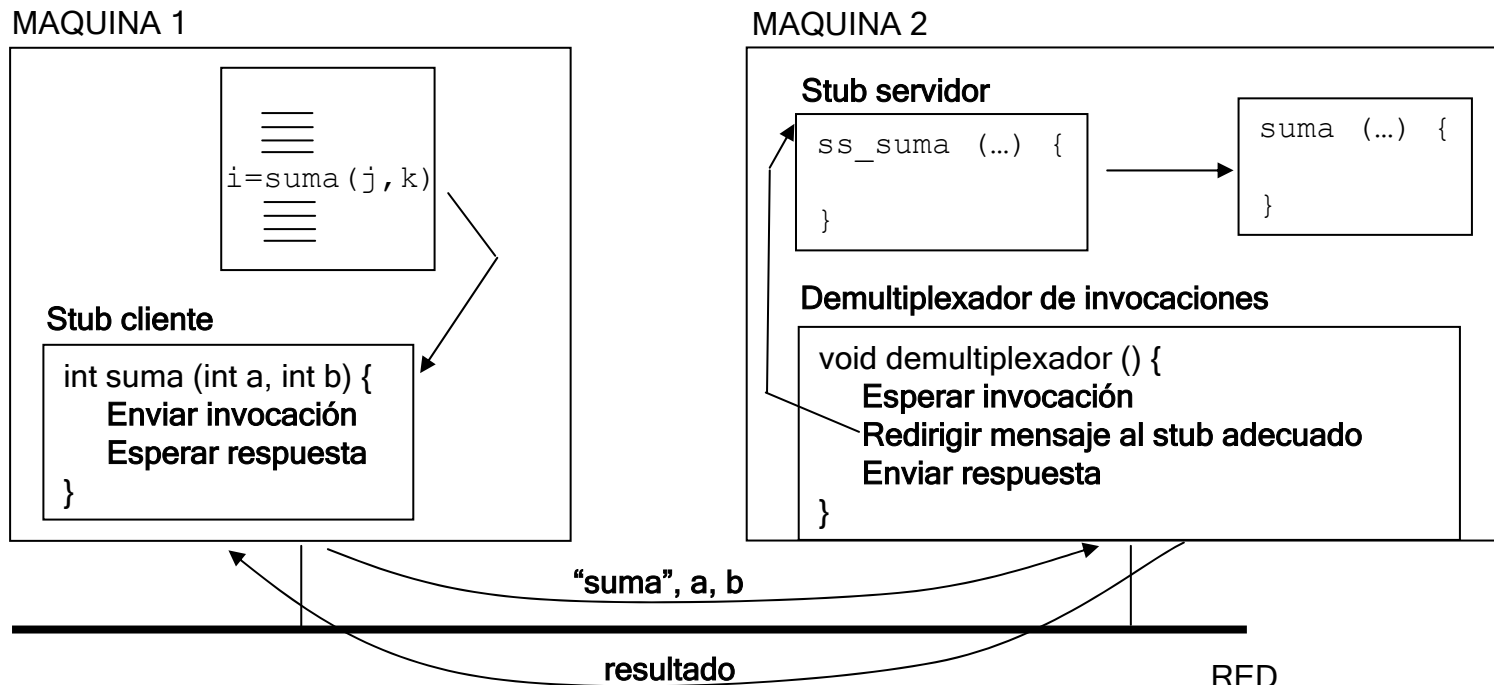 MAQUINA 1
i=suma(j,k)
Stub cliente
int suma (int a, int b) {
Enviar invocación
Esperar respuesta
}
MAQUINA 2
Stub servidor
ss_suma (…) {
}
suma (…) {
}
Demultiplexador de invocaciones
void demultiplexador () {
Esperar invocación
Redirigir mensaje al stub adecuado
Enviar respuesta
}
“suma”, a, b
resultado
RED